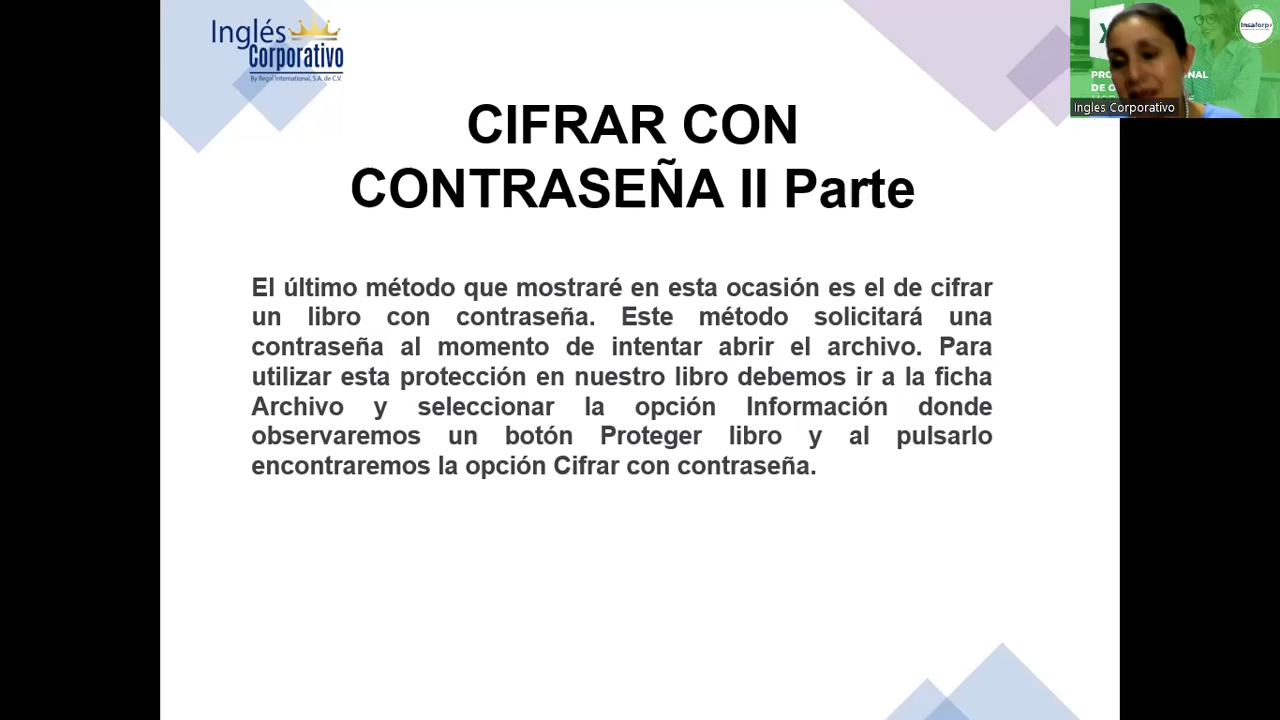 Inglés
Corporativo
By Regal International, S.A. de C.V.
CIFRAR CON
CONTRASEÑA II Parte
El último método que mostraré en esta ocasión es el de cifrar
un libro con contraseña. Este método solicitará una
contraseña al momento de intentar abrir el archivo. Para
utilizar esta protección en nuestro libro debemos ir a la ficha
Archivo y seleccionar la opción Información donde
observaremos un botón Proteger libro y al pulsarlo
encontraremos la opción Cifrar con contraseña.
Insaforp
Ingles Corporativo